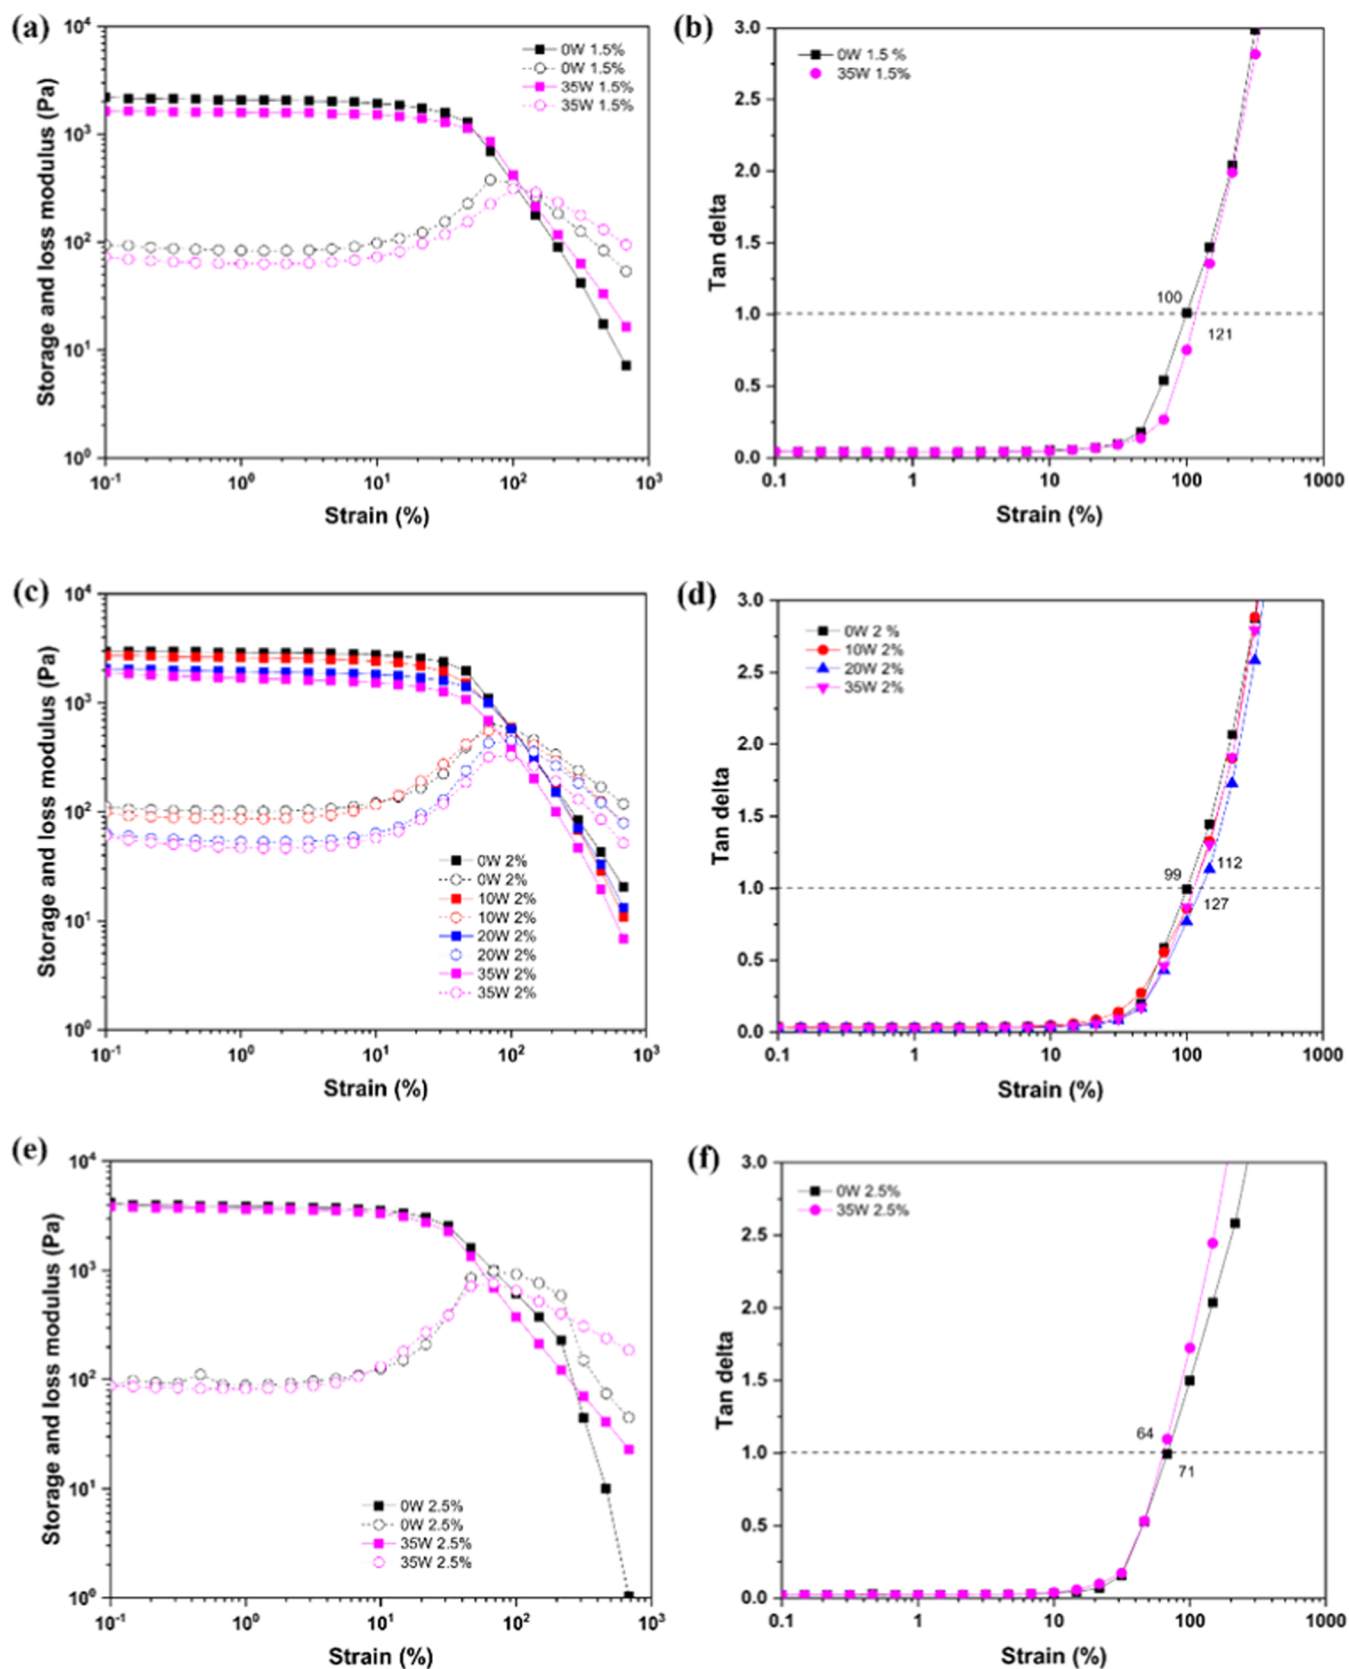 (a)
Storage and loss modulus (Pa)
10⁴
10³
10²
10¹
10⁰
0W 1.5%
0W 1.5%
35W 1.5%
35W 1.5%
10⁻¹ 10⁰ 10¹ 10² 10³
Strain (%)
(b)
Tan delta
3.0
2.5
2.0
1.5
1.0
0.5
0.0
0W 1.5 %
35W 1.5%
100
121
0.1 1 10 100 1000
Strain (%)
(c)
Storage and loss modulus (Pa)
10⁴
10³
10²
10¹
10⁰
0W 2%
0W 2%
10W 2%
10W 2%
20W 2%
20W 2%
35W 2%
35W 2%
10⁻¹ 10⁰ 10¹ 10² 10³
Strain (%)
(d)
Tan delta
3.0
2.5
2.0
1.5
1.0
0.5
0.0
0W 2 %
10W 2%
20W 2%
35W 2%
99
112
127
0.1 1 10 100 1000
Strain (%)
(e)
Storage and loss modulus (Pa)
10⁴
10³
10²
10¹
10⁰
0W 2.5%
0W 2.5%
35W 2.5%
35W 2.5%
10⁻¹ 10⁰ 10¹ 10² 10³
Strain (%)
(f)
Tan delta
3.0
2.5
2.0
1.5
1.0
0.5
0.0
0W 2.5%
35W 2.5%
64
71
0.1 1 10 100 1000
Strain (%)